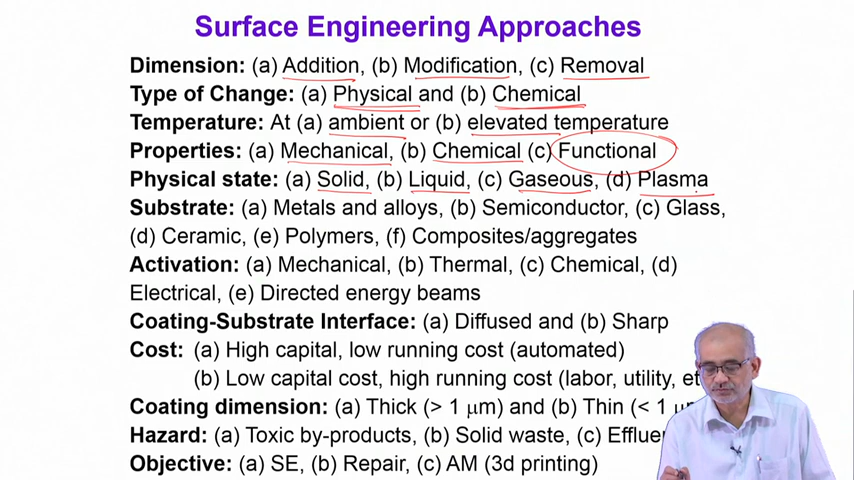 Surface Engineering Approaches
Dimension: (a) Addition, (b) Modification, (c) Removal
Type of Change: (a) Physical and (b) Chemical
Temperature: At (a) ambient or (b) elevated temperature
Properties: (a) Mechanical, (b) Chemical (c) Functional
Physical state: (a) Solid, (b) Liquid, (c) Gaseous, (d) Plasma
Substrate: (a) Metals and alloys, (b) Semiconductor, (c) Glass,
(d) Ceramic, (e) Polymers, (f) Composites/aggregates
Activation: (a) Mechanical, (b) Thermal, (c) Chemical, (d)
Electrical, (e) Directed energy beams
Coating-Substrate Interface: (a) Diffused and (b) Sharp
Cost: (a) High capital, low running cost (automated)
(b) Low capital cost, high running cost (labor, utility,
Coating dimension: (a) Thick (> 1 μm) and (b) Thin (< 1
Hazard: (a) Toxic by-products, (b) Solid waste, (c)
Objective: (a) SE, (b) Repair, (c) AM (3d printing)